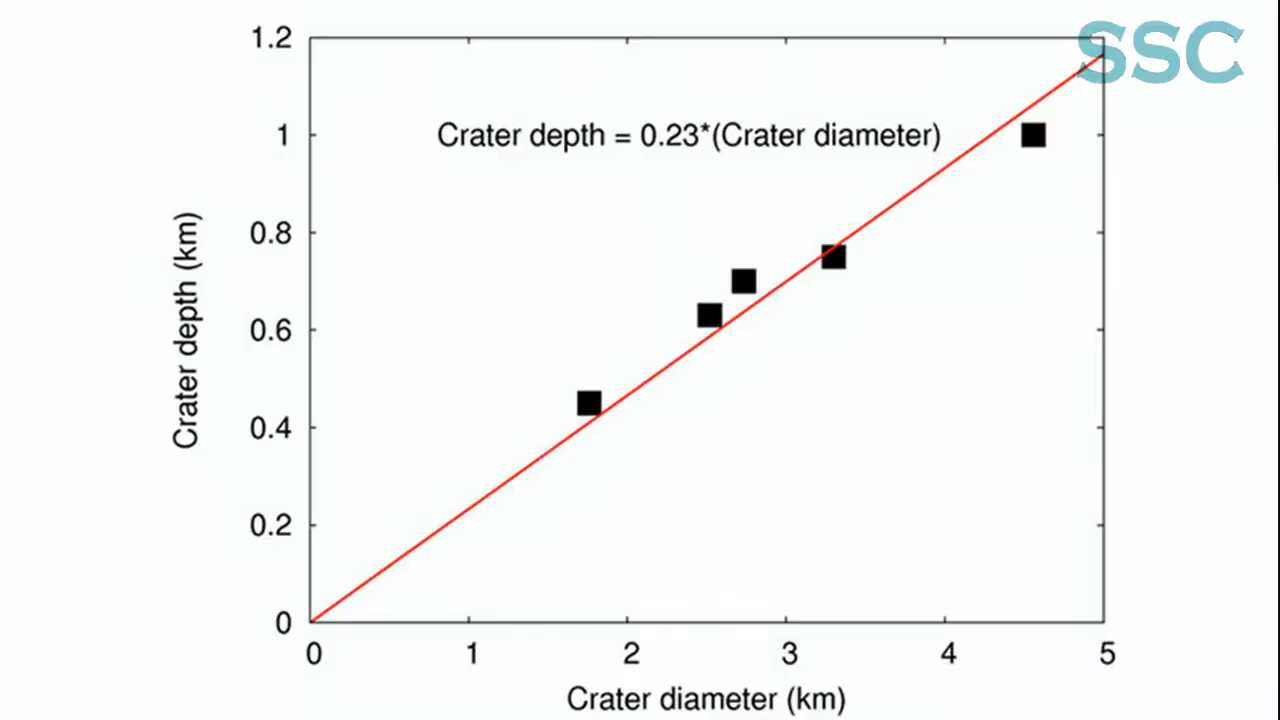 SSC
1.2
1
0.8
0.6
0.4
0.2
0
Crater depth = 0.23*(Crater diameter)
Crater depth (km)
0 1 2 3 4 5
Crater diameter (km)